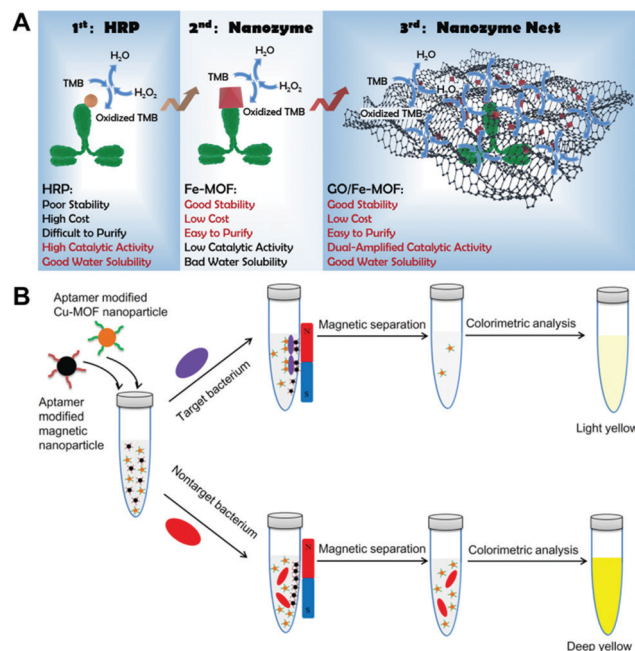 A
1st: HRP
H₂O
TMB
H₂O₂
Oxidized TMB
HRP:
Poor Stability
High Cost
Difficult to Purify
High Catalytic Activity
Good Water Solubility
2nd: Nanozyme
H₂O
TMB
H₂O₂
Oxidized TMB
Fe-MOF:
Good Stability
Low Cost
Easy to Purify
Low Catalytic Activity
Bad Water Solubility
3rd: Nanozyme Nest
H₂O
TMB
H₂O₂
Oxidized TMB
GO/Fe-MOF:
Good Stability
Low Cost
Easy to Purify
Dual-Amplified Catalytic Activity
Good Water Solubility
B
Aptamer modified
Cu-MOF nanoparticle
Aptamer
modified
magnetic
nanoparticle
Target bacterium
N
S
Magnetic separation
Colorimetric analysis
Light yellow
Nontarget bacterium
N
S
Magnetic separation
Colorimetric analysis
Deep yellow